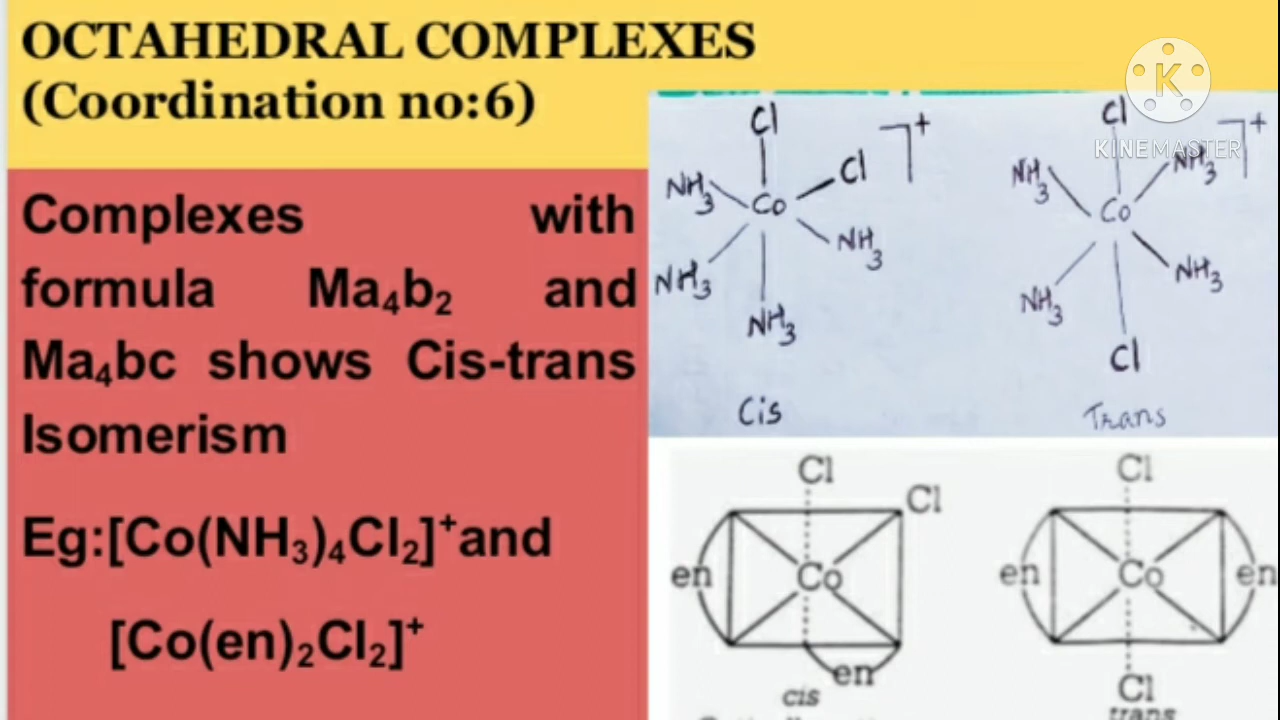 OCTAHEDRAL COMPLEXES
(Coordination no:6)
Complexes with
formula Ma₄b₂ and
Ma₄bc shows Cis-trans
Isomerism
Eg:[Co(NH₃)₄Cl₂]⁺and
[Co(en)₂Cl₂]⁺
K
KINEMASTER
Cl
Cl
NH₃
Co
NH₃
NH₃
NH₃
+
Cis
Cl
NH₃
NH₃
Co
NH₃
NH₃
Cl
+
Trans
Cl
Cl
en
Co
en
cis
Cl
en
Co
en
Cl
trans